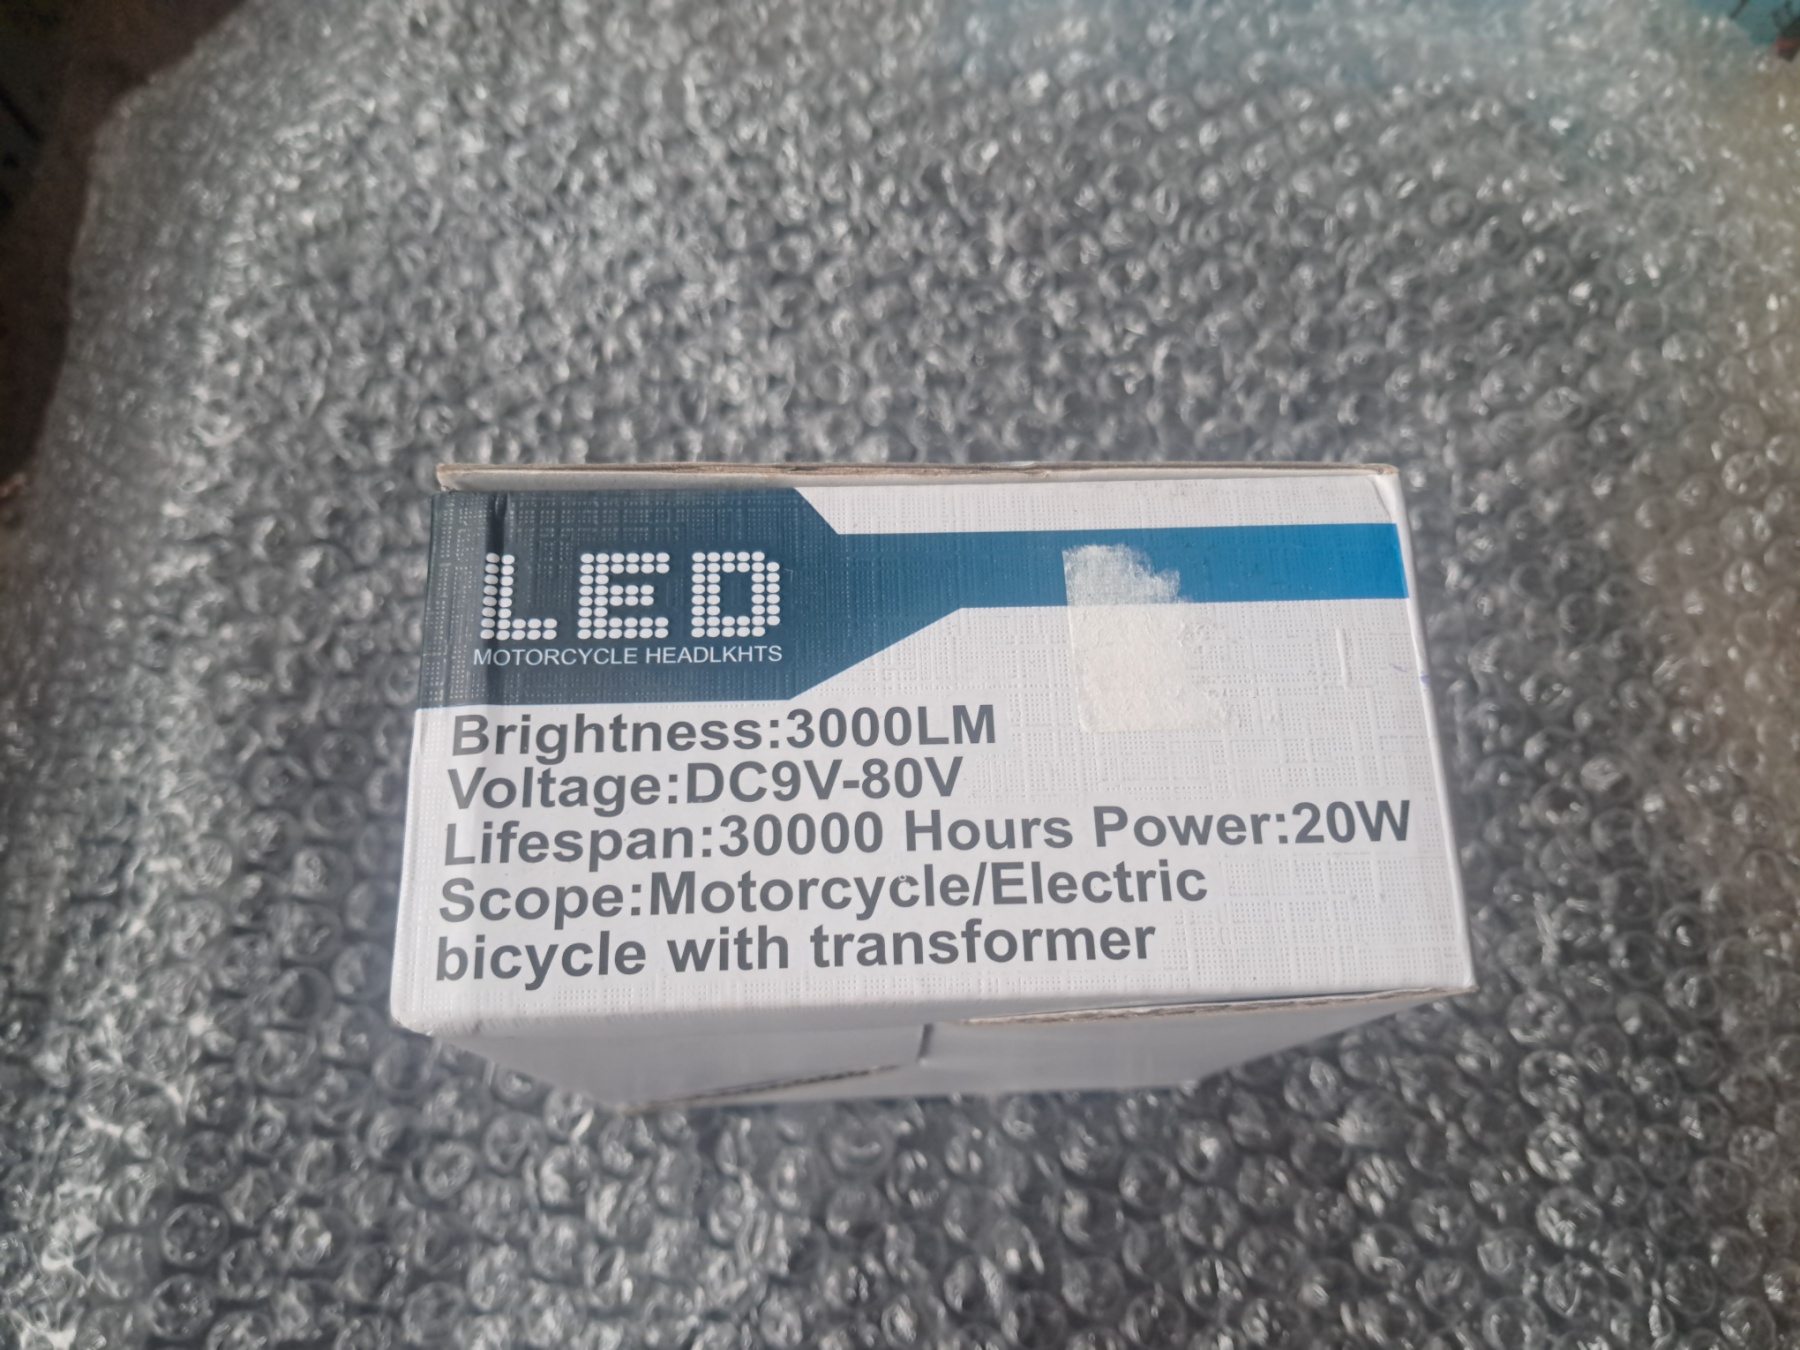 LED
MOTORCYCLE HEADLKHTS
Brightness:3000LM
Voltage:DC9V-80V
Lifespan:30000 Hours Power:20W
Scope:Motorcycle/Electric
bicycle with transformer